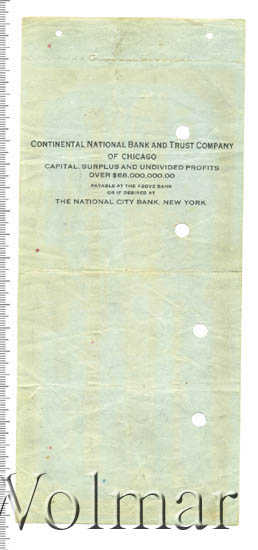 CONTINENTAL NATIONAL BANK AND TRUST COMPANY
OF CHICAGO
CAPITAL, SURPLUS AND UNDIVIDED PROFITS
OVER $68,000,000.00
PAYABLE AT THE ABOVE BANK
OR IF DESIRED AT
THE NATIONAL CITY BANK, NEW YORK
Volmar